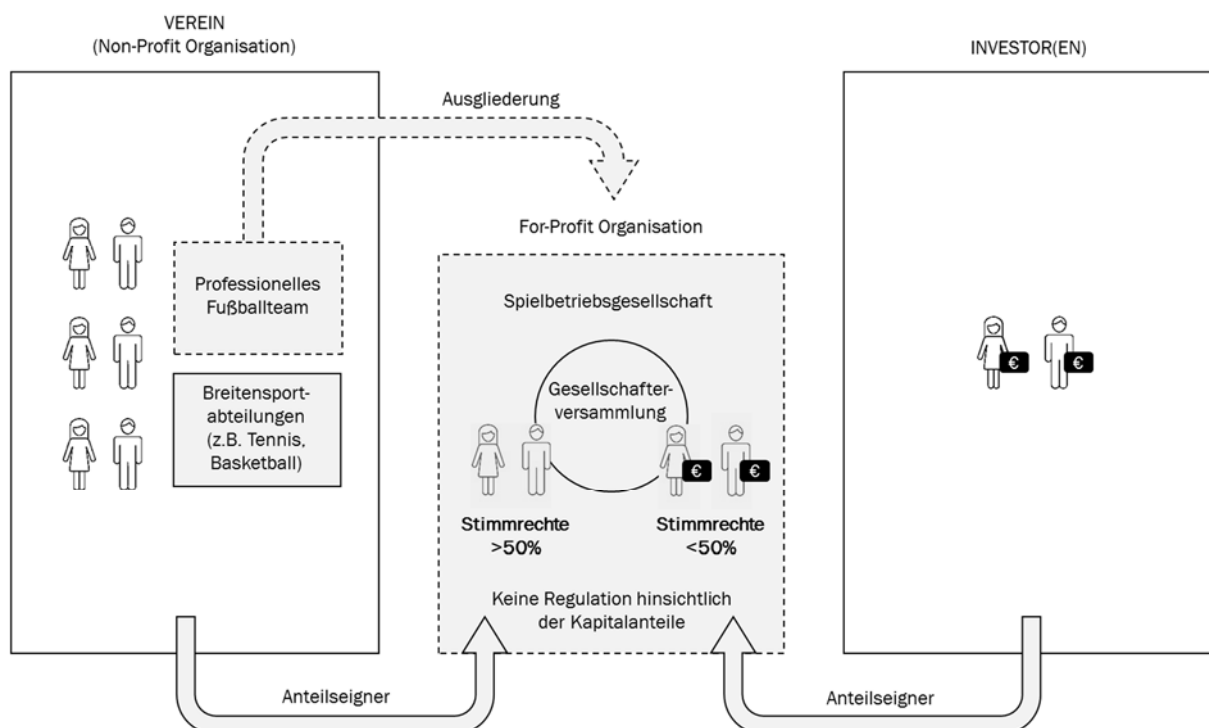 VEREIN
(Non-Profit Organisation)
INVESTOR(EN)
Ausgliederung
For-Profit Organisation
Professionelles
Fußballteam
Spielbetriebsgesellschaft
Breitensport-
abteilungen
(z.B. Tennis,
Basketball)
Gesellschafter-
versammlung
€
€
€
€
Stimmrechte
>50%
Stimmrechte
<50%
Keine Regulation hinsichtlich
der Kapitalanteile
Anteilseigner
Anteilseigner